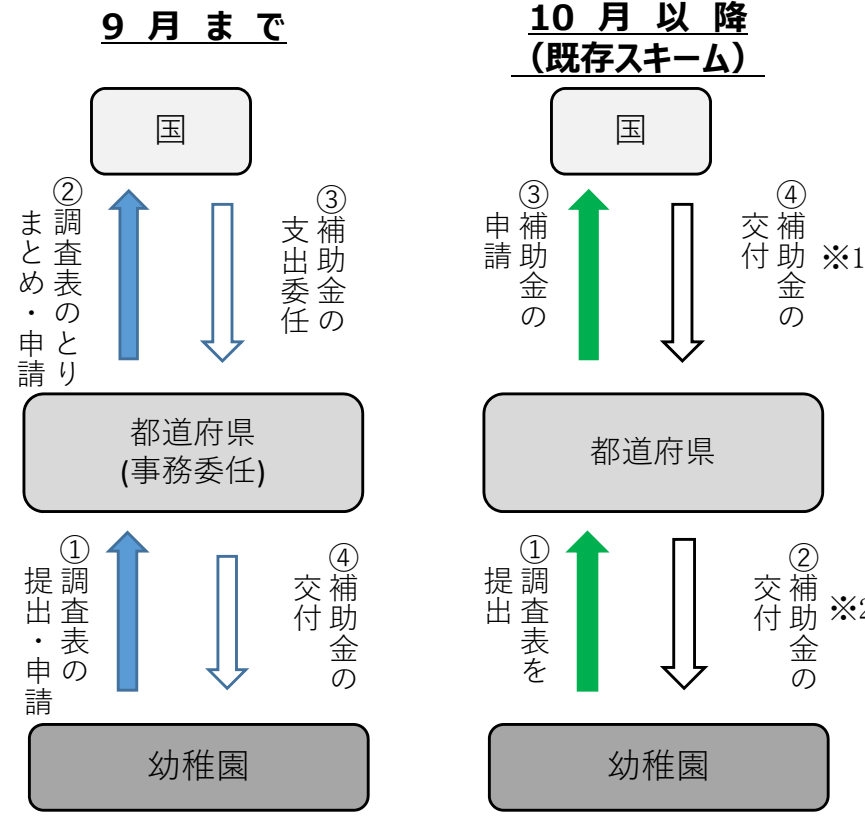 9月まで
国
②調査表のとり
まとめ・申請
③補助金の
支出委任
都道府県
(事務委任)
①調査表の
提出・申請
④補助金の
交付
幼稚園
10月以降
（既存スキーム）
国
③補助金の
申請
④補助金の
交付
※1
都道府県
①調査表を
提出
②補助金の
交付
※2
幼稚園